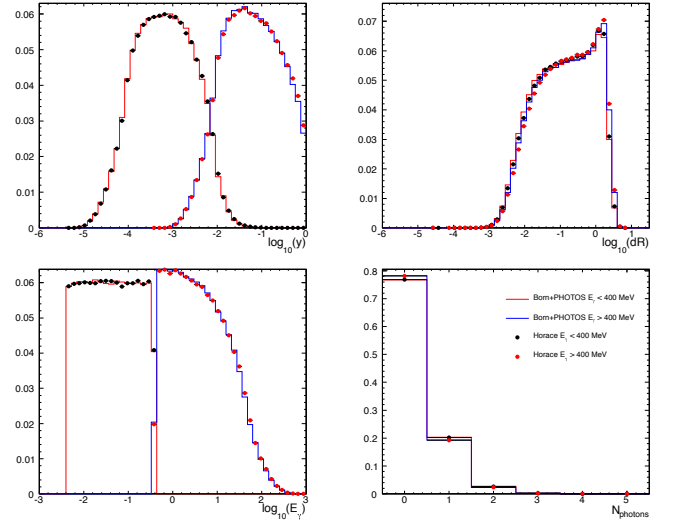 0.06
0.05
0.04
0.03
0.02
0.01
0
-6 -5 -4 -3 -2 -1 0
log10(y)
0.07
0.06
0.05
0.04
0.03
0.02
0.01
0
-6 -5 -4 -3 -2 -1 0 1
log10(dR)
0.06
0.05
0.04
0.03
0.02
0.01
0
-4 -3 -2 -1 0 1 2 3
log10(Eγ)
0.8
0.7
0.6
0.5
0.4
0.3
0.2
0.1
0
0 1 2 3 4 5
Nphotons
Born+PHOTOS Eγ < 400 MeV
Born+PHOTOS Eγ > 400 MeV
Horace Eγ < 400 MeV
Horace Eγ > 400 MeV